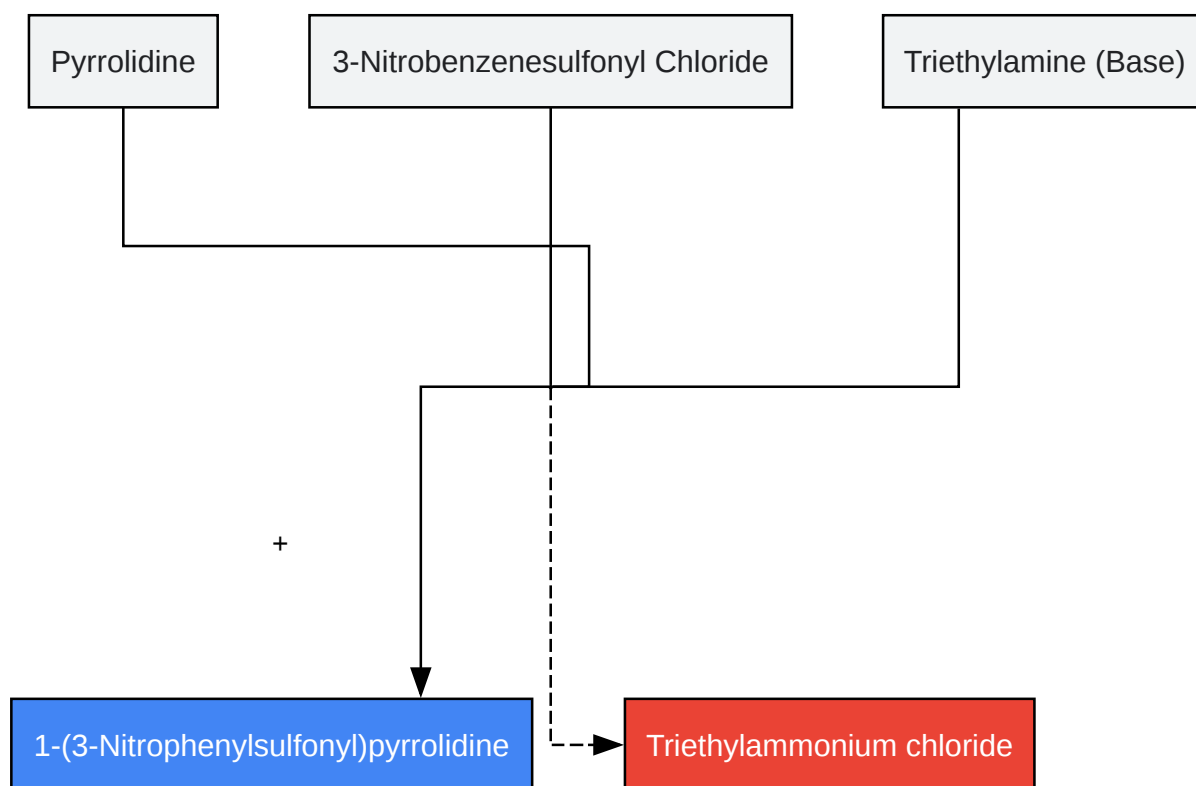 Pyrrolidine
3-Nitrobenzenesulfonyl Chloride
Triethylamine (Base)
+
1-(3-Nitrophenylsulfonyl)pyrrolidine
Triethylammonium chloride